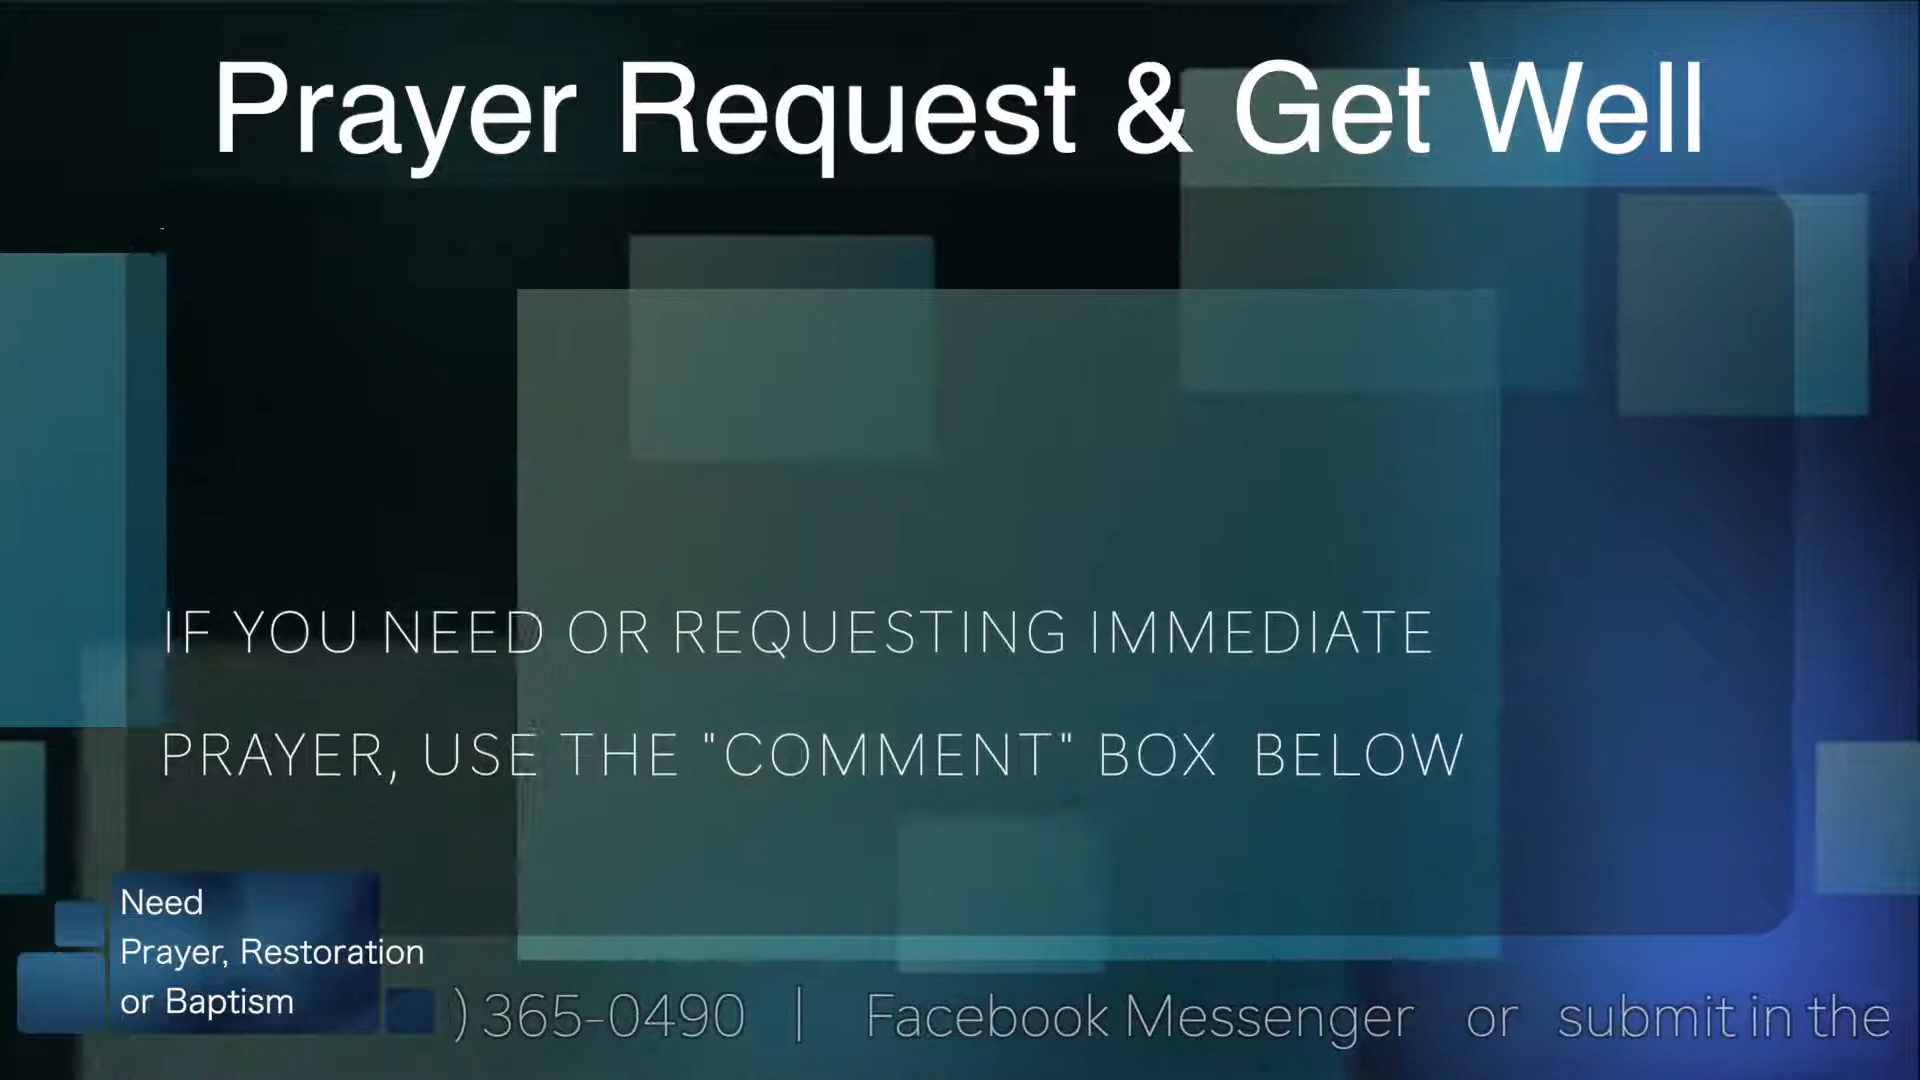 Prayer Request & Get Well
IF YOU NEED OR REQUESTING IMMEDIATE
PRAYER, USE THE "COMMENT" BOX BELOW
Need
Prayer, Restoration
or Baptism
) 365-0490 | Facebook Messenger or submit in the